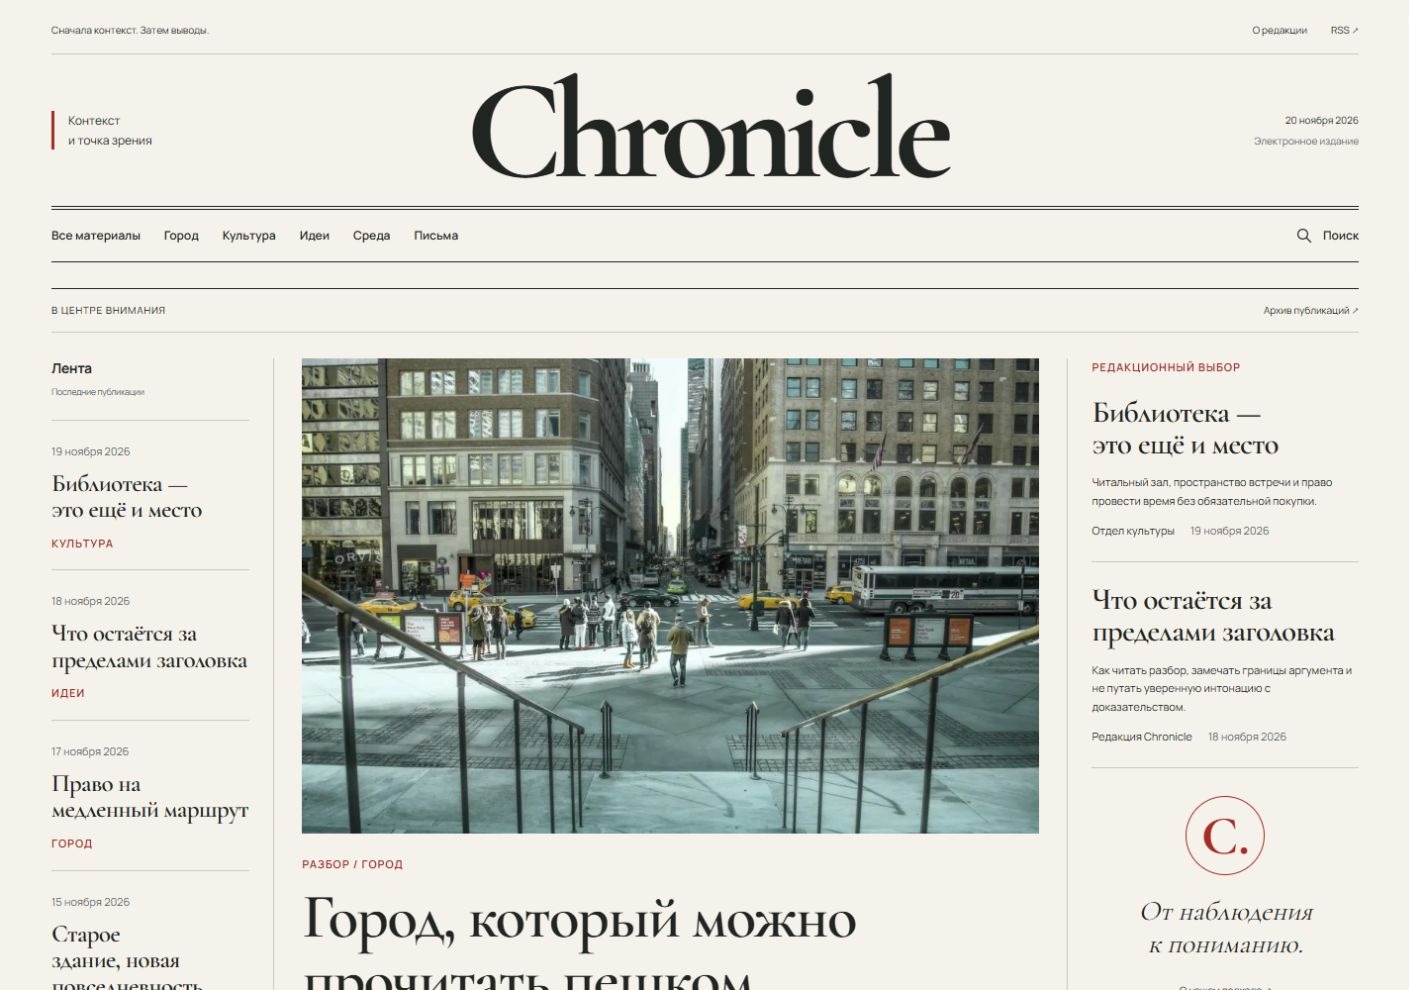 Сначала контекст. Затем выводы.
О редакции
RSS ↗
Контекст
и точка зрения
Chronicle
20 ноября 2026
Электронное издание
Все материалы
Город
Культура
Идеи
Среда
Письма
Поиск
В ЦЕНТРЕ ВНИМАНИЯ
Архив публикаций ↗
Лента
Последние публикации
19 ноября 2026
Библиотека —
это ещё и место
КУЛЬТУРА
18 ноября 2026
Что остаётся за
пределами заголовка
ИДЕИ
17 ноября 2026
Право на
медленный маршрут
ГОРОД
15 ноября 2026
Старое
здание, новая
повседневность
ORVIS
РАЗБОР / ГОРОД
Город, который можно
прочитать пешком
РЕДАКЦИОННЫЙ ВЫБОР
Библиотека —
это ещё и место
Читальный зал, пространство встречи и право
провести время без обязательной покупки.
Отдел культуры
19 ноября 2026
Что остаётся за
пределами заголовка
Как читать разбор, замечать границы аргумента и
не путать уверенную интонацию с
доказательством.
Редакция Chronicle
18 ноября 2026
C.
От наблюдения
к пониманию.